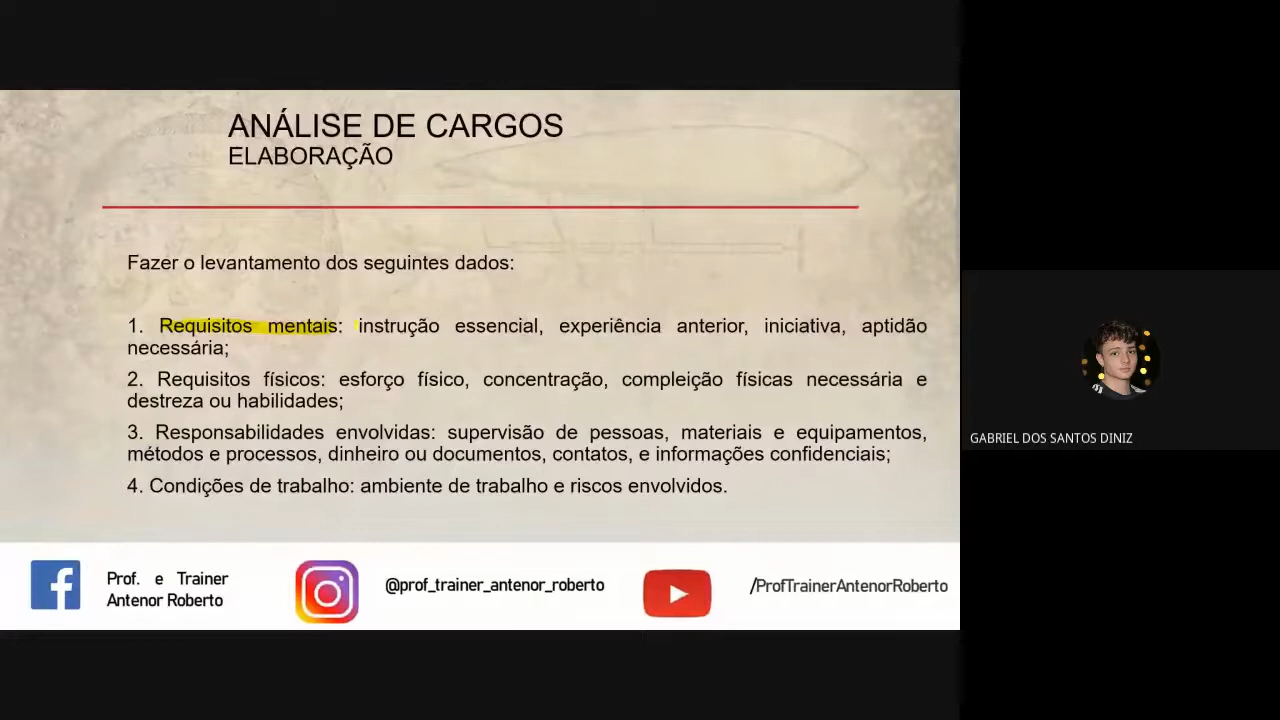 ANÁLISE DE CARGOS
ELABORAÇÃO
Fazer o levantamento dos seguintes dados:
1. Requisitos mentais: instrução essencial, experiência anterior, iniciativa, aptidão
necessária;
2. Requisitos físicos: esforço físico, concentração, compleição físicas necessária e
destreza ou habilidades;
3. Responsabilidades envolvidas: supervisão de pessoas, materiais e equipamentos,
métodos e processos, dinheiro ou documentos, contatos, e informações confidenciais;
4. Condições de trabalho: ambiente de trabalho e riscos envolvidos.
Prof. e Trainer
Antenor Roberto
@prof_trainer_antenor_roberto
/ProfTrainerAntenorRoberto
GABRIEL DOS SANTOS DINIZ